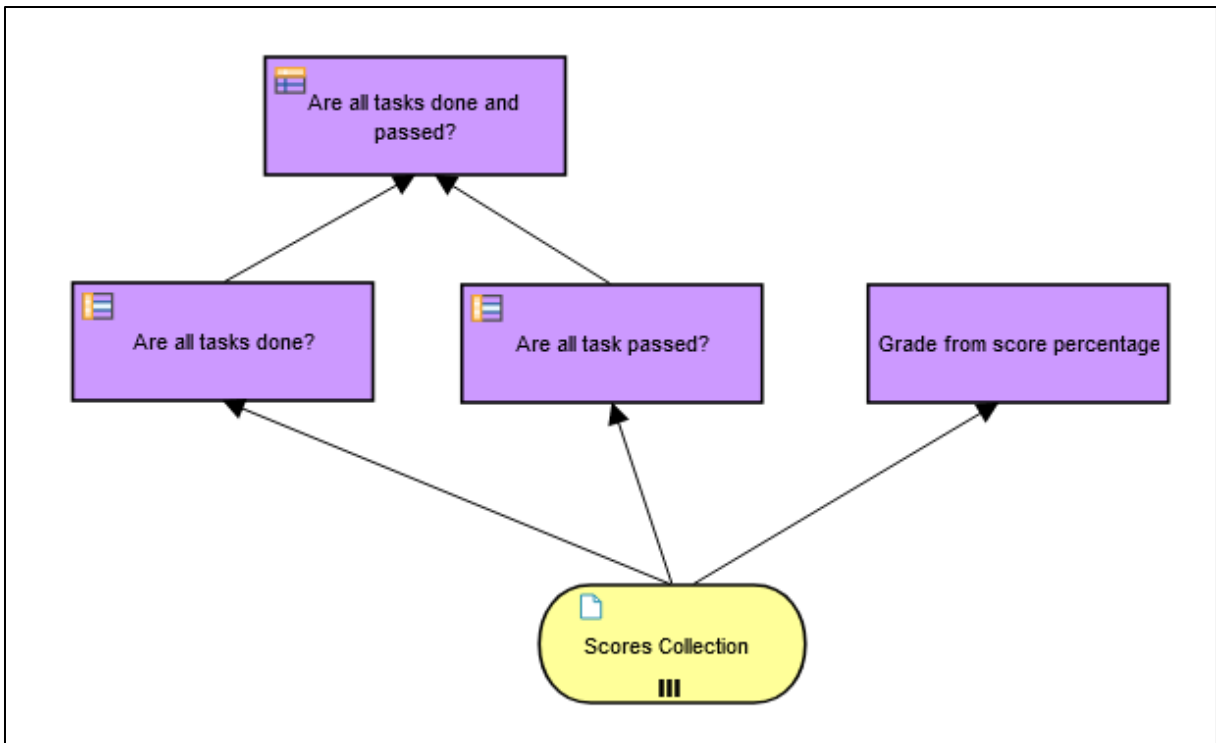 Are all tasks done and
passed?
Are all tasks done?
Are all task passed?
Grade from score percentage
Scores Collection